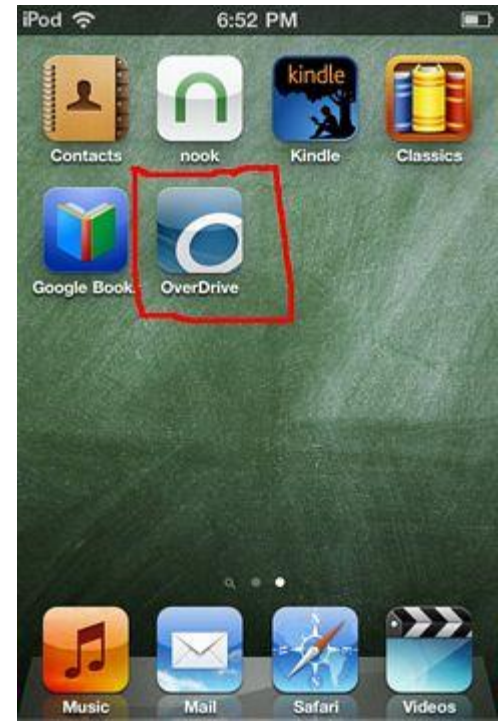 iPod 6:52 PM
kindle
Contacts nook Kindle Classics
Google Book. OverDrive
Music Mail Safari Videos